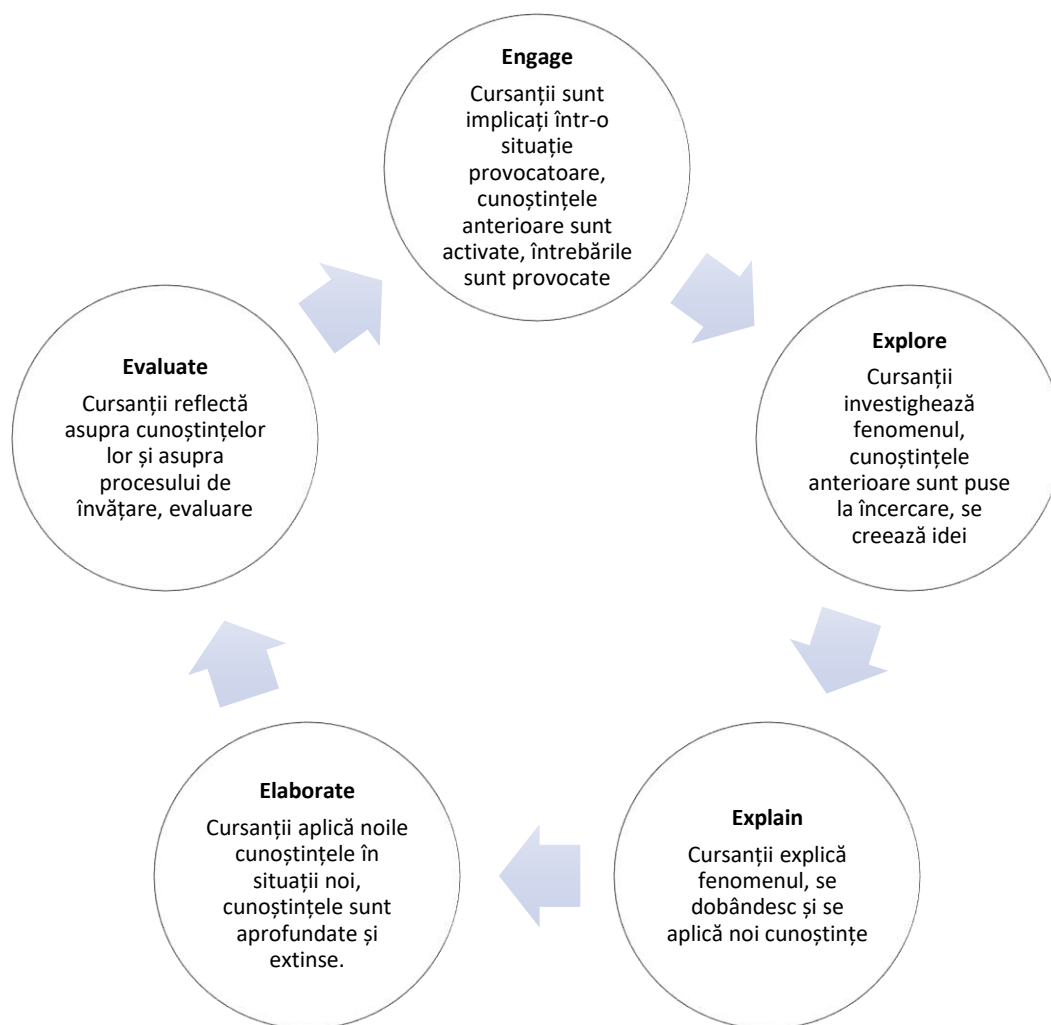 Engage
Cursanții sunt
implicați într-o
situație
provocatoare,
cunoștințele
anterioare sunt
activate, întrebările
sunt provocate
Explore
Cursanții
investighează
fenomenul,
cunoștințele
anterioare sunt puse
la încercare, se
creează idei
Explain
Cursanții explică
fenomenul, se
dobândesc și se
aplică noi cunoștințe
Elaborate
Cursanții aplică noile
cunoștințele în
situații noi,
cunoștințele sunt
aprofundate și
extinse.
Evaluate
Cursanții reflectă
asupra cunoștințelor
lor și asupra
procesului de
învățare, evaluare